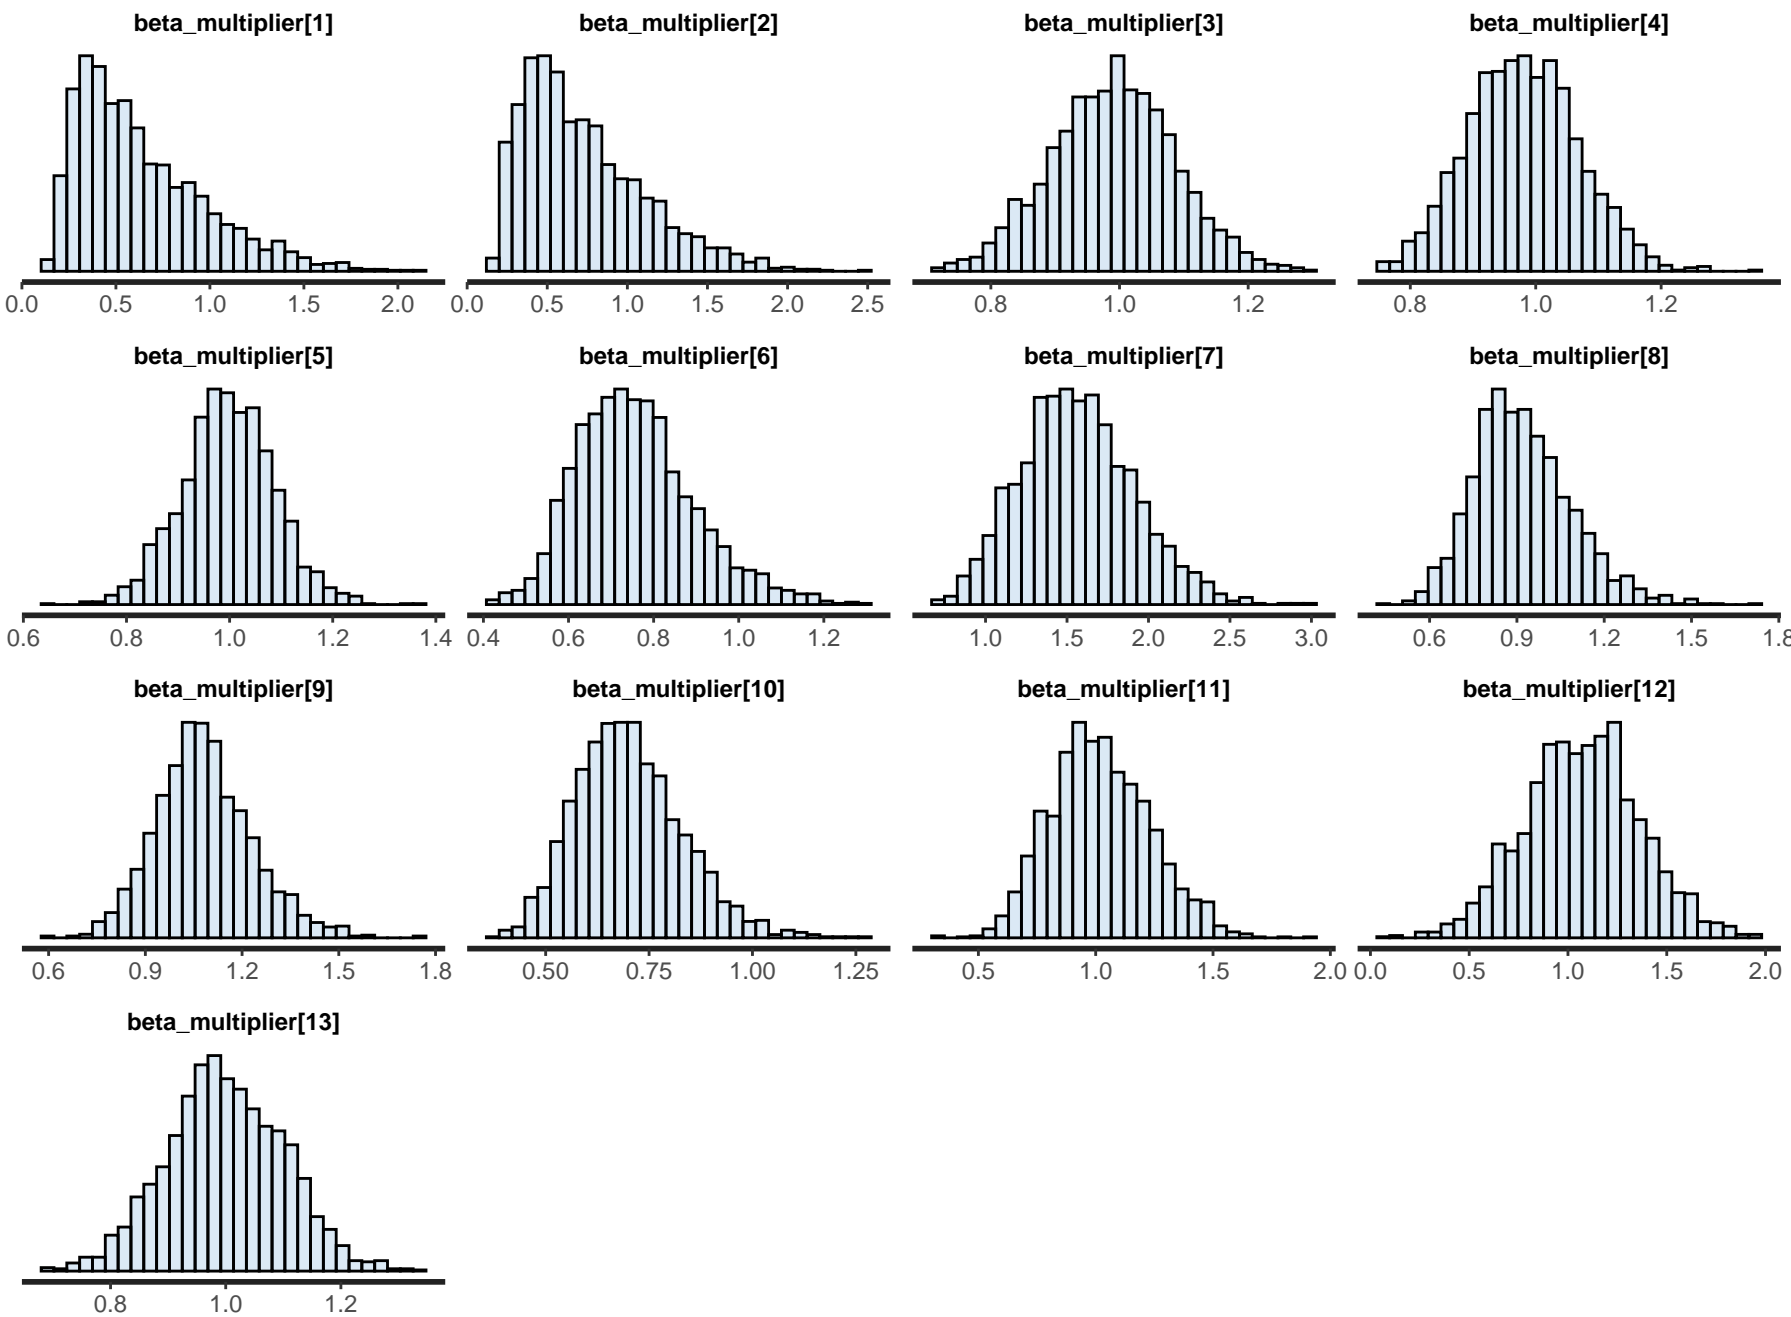 beta_multiplier[1] beta_multiplier[2] beta_multiplier[3] beta_multiplier[4]
0.0 0.5 1.0 1.5 2.0 0.0 0.5 1.0 1.5 2.0 2.5 0.8 1.0 1.2 0.8 1.0 1.2
beta_multiplier[5] beta_multiplier[6] beta_multiplier[7] beta_multiplier[8]
0.6 0.8 1.0 1.2 1.4 0.4 0.6 0.8 1.0 1.2 1.0 1.5 2.0 2.5 3.0 0.6 0.9 1.2 1.5 1.8
beta_multiplier[9] beta_multiplier[10] beta_multiplier[11] beta_multiplier[12]
0.6 0.9 1.2 1.5 1.8 0.50 0.75 1.00 1.25 0.5 1.0 1.5 2.0 0.0 0.5 1.0 1.5 2.0
beta_multiplier[13]
0.8 1.0 1.2